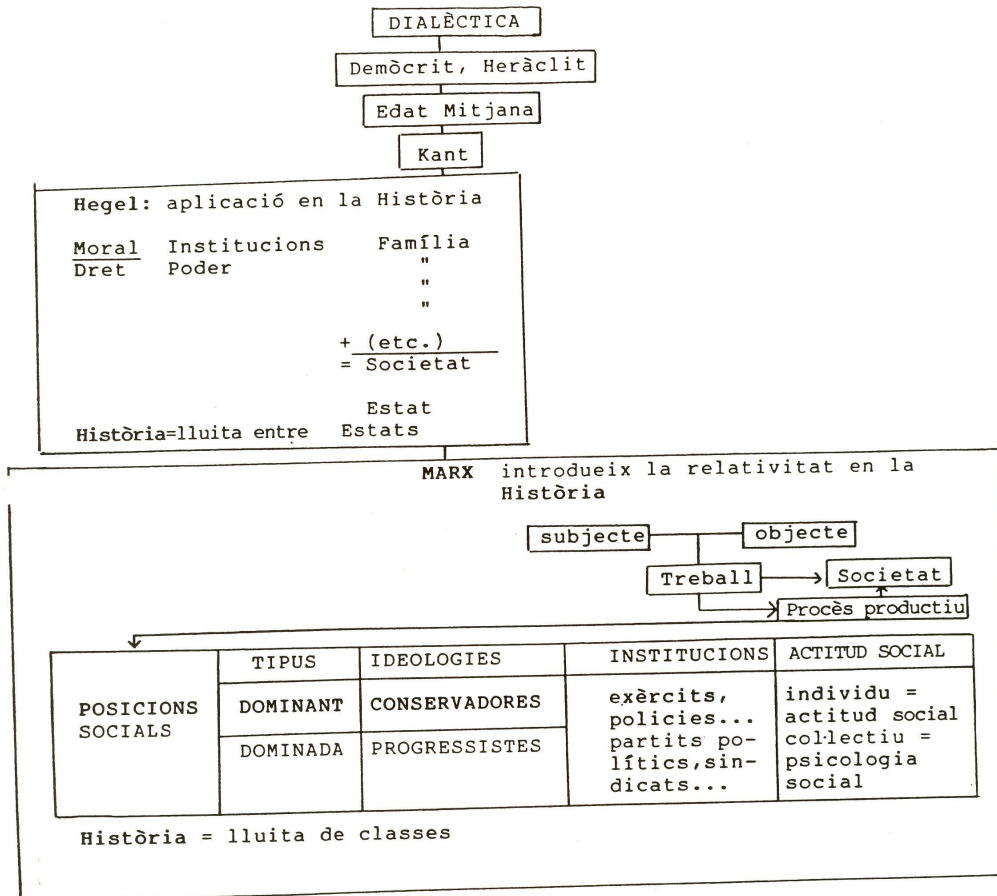 DIALÈCTICA
Demòcrit, Heràclit
Edat Mitjana
Kant
Hegel: aplicació en la Història
Moral Institucions Família
Dret Poder "
"
"
+ (etc.)
= Societat
Estat
Història=lluita entre Estats
MARX introdueix la relativitat en la
Història
subjecte objecte
Treball Societat
Procès productiu
TIPUS IDEOLOGIES INSTITUCIONS ACTITUD SOCIAL
POSICIONS
SOCIALS
DOMINANT CONSERVADORES
DOMINADA PROGRESSISTES
exèrcits,
policies...
partits po-
lítics,sin-
dicats...
individu =
actitud social
col·lectiu =
psicologia
social
Història = lluita de classes